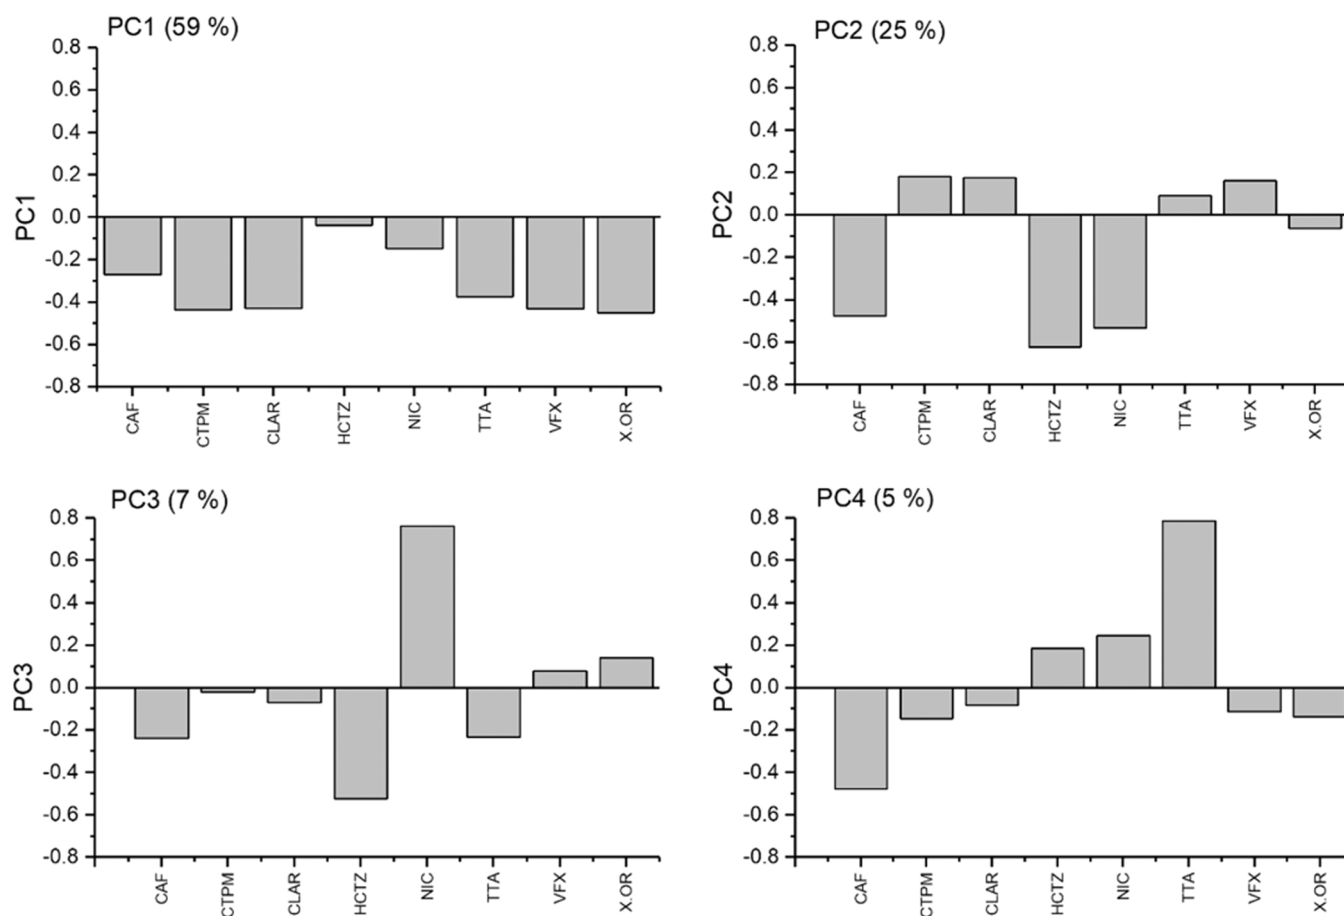 PC1 (59 %)
PC1
0.8
0.6
0.4
0.2
0.0
-0.2
-0.4
-0.6
-0.8
CAF
CTPM
CLAR
HCTZ
NIC
TTA
VFX
X.OR
PC2 (25 %)
PC2
0.8
0.6
0.4
0.2
0.0
-0.2
-0.4
-0.6
-0.8
CAF
CTPM
CLAR
HCTZ
NIC
TTA
VFX
X.OR
PC3 (7 %)
PC3
0.8
0.6
0.4
0.2
0.0
-0.2
-0.4
-0.6
-0.8
CAF
CTPM
CLAR
HCTZ
NIC
TTA
VFX
X.OR
PC4 (5 %)
PC4
0.8
0.6
0.4
0.2
0.0
-0.2
-0.4
-0.6
-0.8
CAF
CTPM
CLAR
HCTZ
NIC
TTA
VFX
X.OR